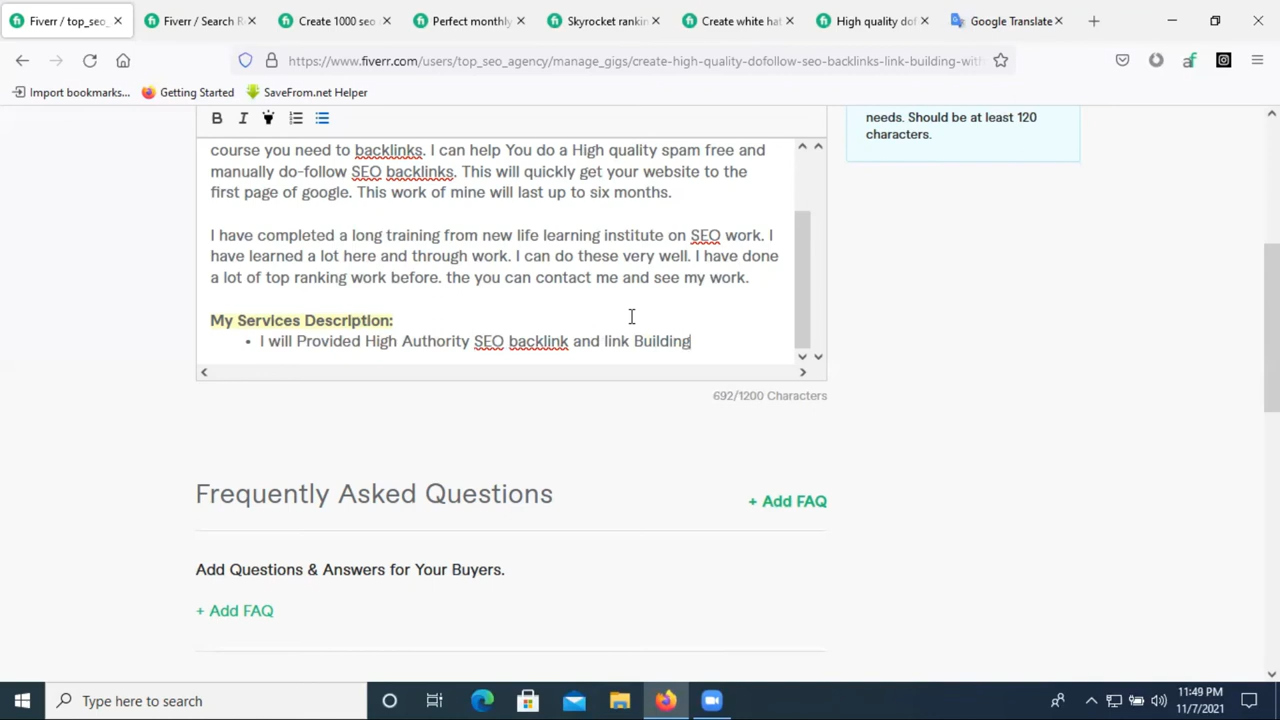 Fiverr / top_seo_
Fiverr / Search R
Create 1000 seo
Perfect monthly
Skyrocket rankin
Create white hat
High quality dof
Google Translate
https://www.fiverr.com/users/top_seo_agency/manage_gigs/create-high-quality-dofollow-seo-backlinks-link-building-with
Import bookmarks...
Getting Started
SaveFrom.net Helper
needs. Should be at least 120
characters.
course you need to backlinks. I can help You do a High quality spam free and
manually do-follow SEO backlinks. This will quickly get your website to the
first page of google. This work of mine will last up to six months.
I have completed a long training from new life learning institute on SEO work. I
have learned a lot here and through work. I can do these very well. I have done
a lot of top ranking work before. the you can contact me and see my work.
My Services Description:
• I will Provided High Authority SEO backlink and link Building
692/1200 Characters
Frequently Asked Questions
+ Add FAQ
Add Questions & Answers for Your Buyers.
+ Add FAQ
Type here to search
11:49 PM
11/7/2021